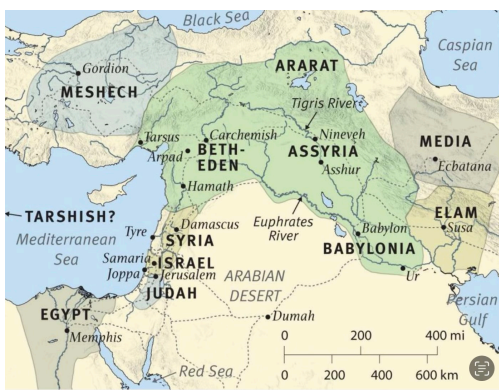 Black Sea
Caspian
Sea
Gordion
MESHECH
ARARAT
Tigris River
Tarsus
Carchemish
Nineveh
Arpad
BETH-
EDEN
ASSYRIA
Asshur
MEDIA
Ecbatana
Hamath
TARSHISH?
Mediterranean
Sea
Tyre
Damascus
SYRIA
Euphrates
River
Babylon
BABYLONIA
ELAM
Susa
Ur
Samaria
ISRAEL
Joppa
Jerusalem
JUDAH
ARABIAN
DESERT
Persian
Gulf
EGYPT
Memphis
Dumah
Red Sea
0 200 400 mi
0 200 400 600 km